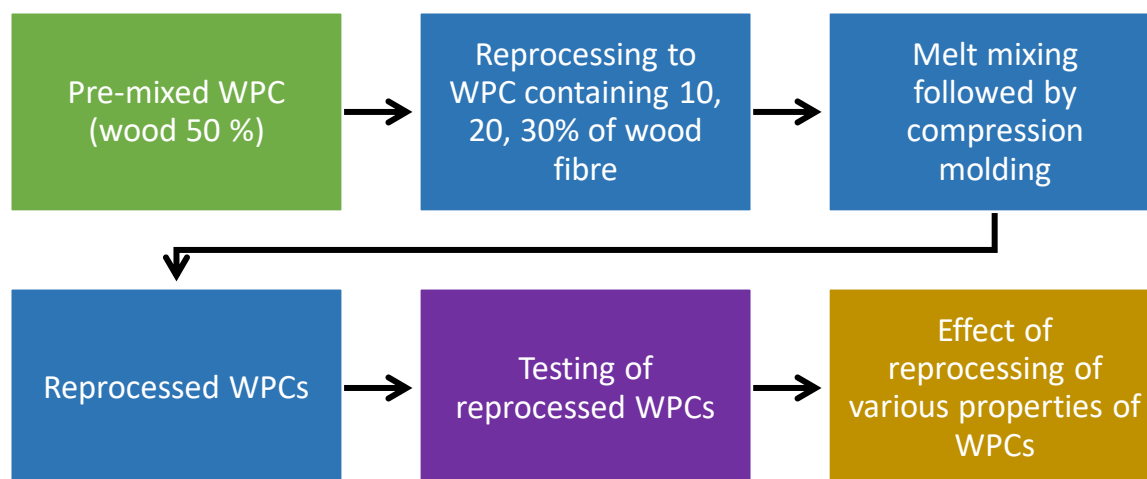 Pre-mixed WPC
(wood 50 %)
Reprocessing to
WPC containing 10,
20, 30% of wood
fibre
Melt mixing
followed by
compression
molding
Reprocessed WPCs
Testing of
reprocessed WPCs
Effect of
reprocessing of
various properties of
WPCs